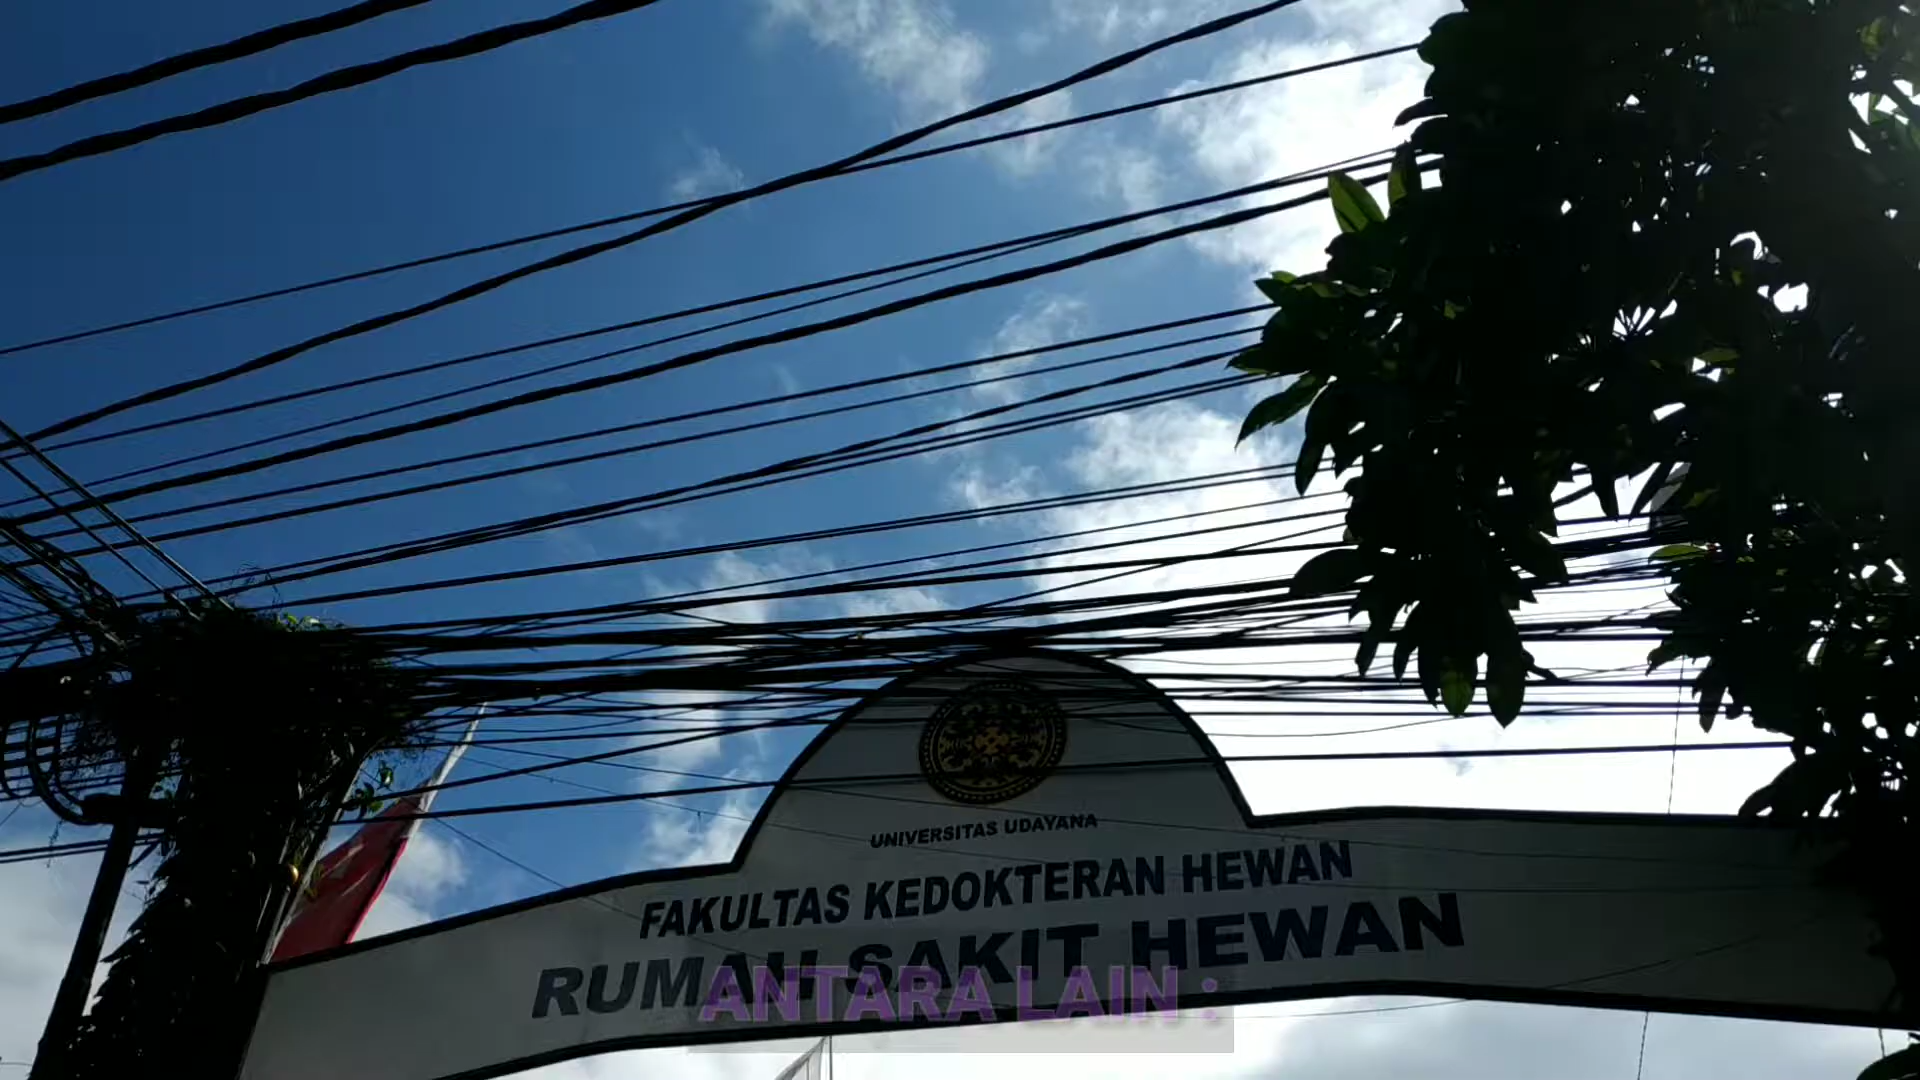 UNIVERSITAS UDAYANA
FAKULTAS KEDOKTERAN HEWAN
RUMAH SAKIT HEWAN
ANTARA LAIN :